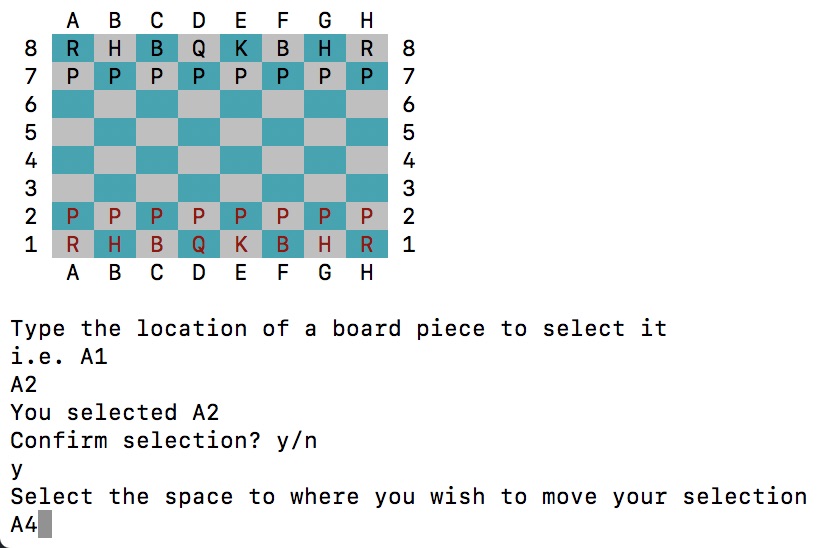 A B C D E F G H
8 R H B Q K B H R 8
7 P P P P P P P P 7
6 6
5 5
4 4
3 3
2 P P P P P P P P 2
1 R H B Q K B H R 1
A B C D E F G H
Type the location of a board piece to select it
i.e. A1
A2
You selected A2
Confirm selection? y/n
y
Select the space to where you wish to move your selection
A4